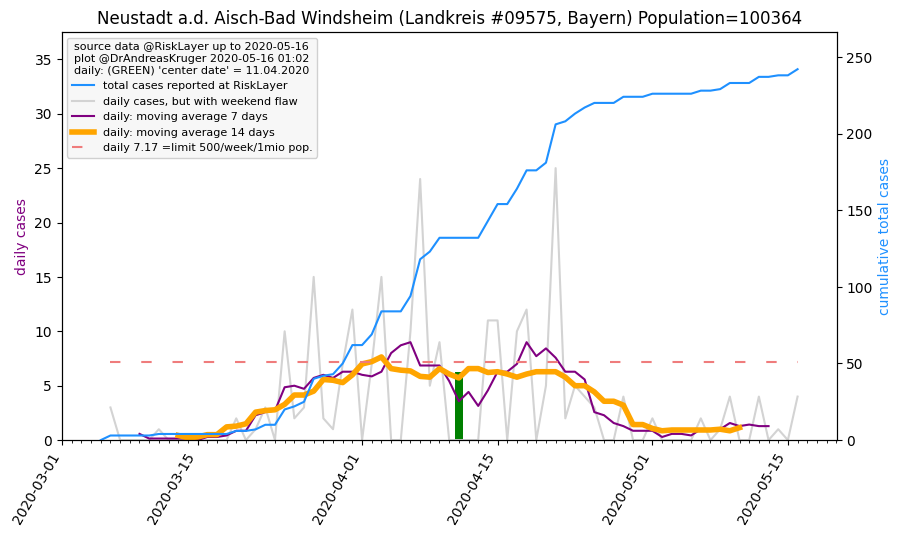 Neustadt a.d. Aisch-Bad Windsheim (Landkreis #09575, Bayern) Population=100364
source data @RiskLayer up to 2020-05-16
plot @DrAndreasKruger 2020-05-16 01:02
daily: (GREEN) 'center date' = 11.04.2020
total cases reported at RiskLayer
daily cases, but with weekend flaw
daily: moving average 7 days
daily: moving average 14 days
daily 7.17 =limit 500/week/1mio pop.
daily cases
35
30
25
20
15
10
5
0
cumulative total cases
250
200
150
100
50
0
2020-03-01
2020-03-15
2020-04-01
2020-04-15
2020-05-01
2020-05-15